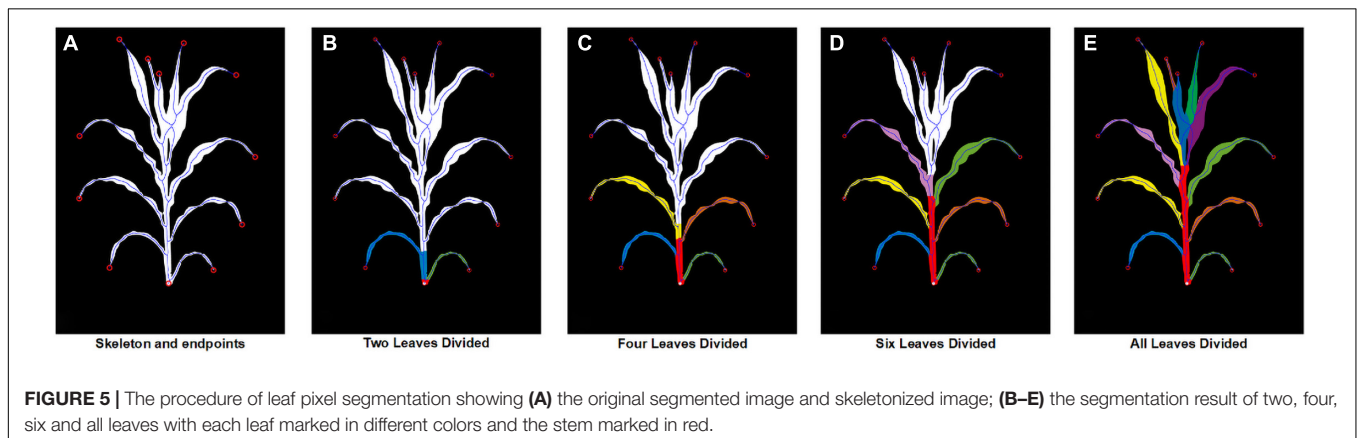 A B C D E
Skeleton and endpoints Two Leaves Divided Four Leaves Divided Six Leaves Divided All Leaves Divided
FIGURE 5 | The procedure of leaf pixel segmentation showing (A) the original segmented image and skeletonized image; (B–E) the segmentation result of two, four,
six and all leaves with each leaf marked in different colors and the stem marked in red.